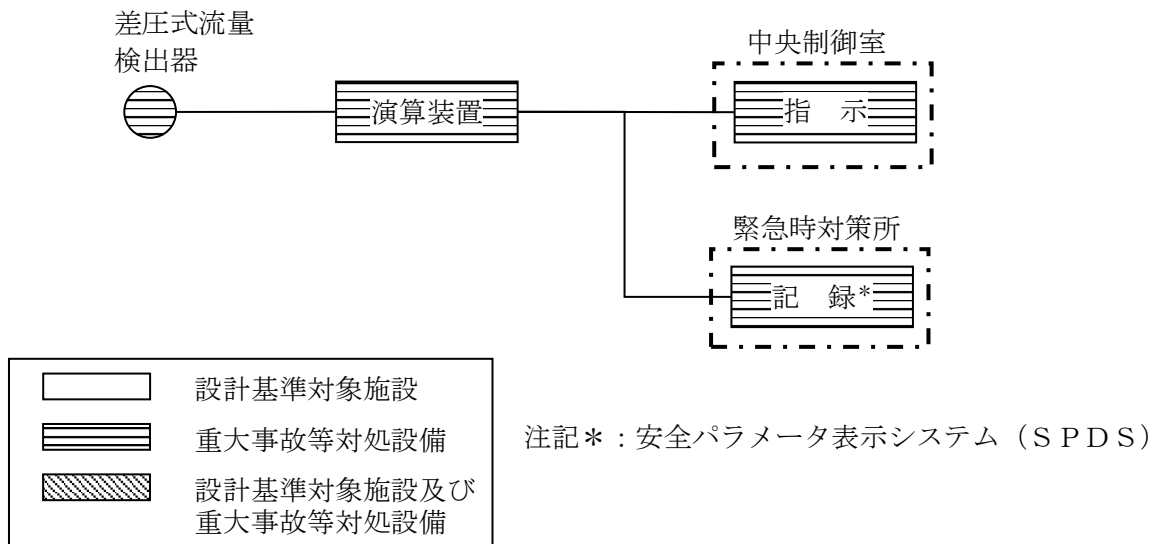 差圧式流量
検出器
演算装置
中央制御室
指　示
緊急時対策所
記　録*
設計基準対象施設
重大事故等対処設備
設計基準対象施設及び
重大事故等対処設備
注記＊：安全パラメータ表示システム（ＳＰＤＳ）